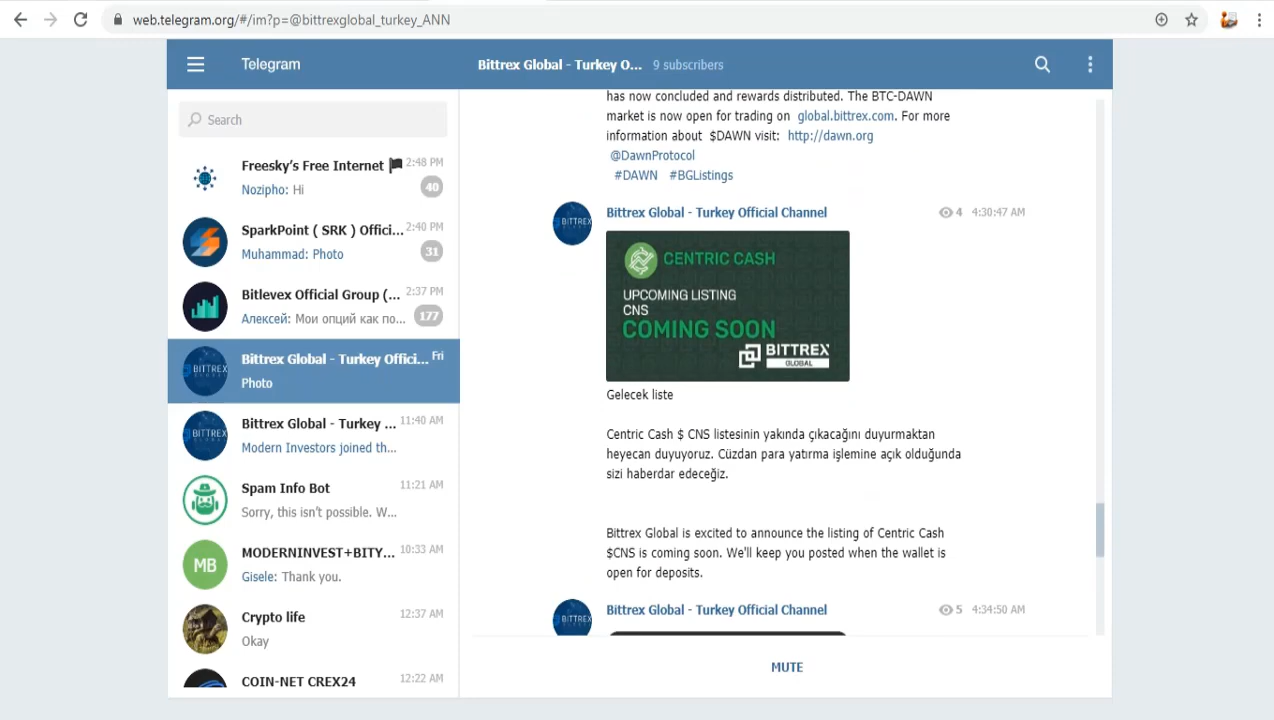 web.telegram.org/#/im?p=@bittrexglobal_turkey_ANN
Telegram
Bittrex Global - Turkey O... 9 subscribers
Search
Freesky's Free Internet 2:48 PM
Nozipho: Hi 40
SparkPoint ( SRK ) Offici... 2:40 PM
Muhammad: Photo 31
Bitlevex Official Group (... 2:37 PM
Алексей: Мои опций как по... 177
Bittrex Global - Turkey Offici... Fri
Photo
Bittrex Global - Turkey ... 11:40 AM
Modern Investors joined th...
Spam Info Bot 11:21 AM
Sorry, this isn't possible. W...
MB
MODERNINVEST+BITY... 10:33 AM
Gisele: Thank you.
Crypto life 12:37 AM
Okay
COIN-NET CREX24 12:22 AM
has now concluded and rewards distributed. The BTC-DAWN
market is now open for trading on global.bittrex.com. For more
information about $DAWN visit: http://dawn.org
@DawnProtocol
#DAWN #BGListings
BITTREX
Bittrex Global - Turkey Official Channel 4 4:30:47 AM
CENTRIC CASH
UPCOMING LISTING
CNS
COMING SOON
BITTREX
GLOBAL
Gelecek liste
Centric Cash $ CNS listesinin yakında çıkacağını duyurmaktan
heyecan duyuyoruz. Cüzdan para yatırma işlemine açık olduğunda
sizi haberdar edeceğiz.
Bittrex Global is excited to announce the listing of Centric Cash
$CNS is coming soon. We'll keep you posted when the wallet is
open for deposits.
BITTREX
Bittrex Global - Turkey Official Channel 5 4:34:50 AM
MUTE